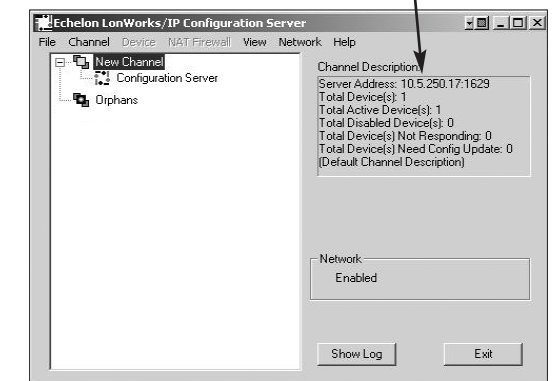 Echelon LonWorks/IP Configuration Server
File Channel Device NAT Firewall View Network Help
New Channel
Configuration Server
Orphans
Channel Description:
Server Address: 10.5.250.17:1629
Total Device(s): 1
Total Active Device(s): 1
Total Disabled Device(s): 0
Total Device(s) Not Responding: 0
Total Device(s) Need Config Update: 0
(Default Channel Description)
Network
Enabled
Show Log Exit